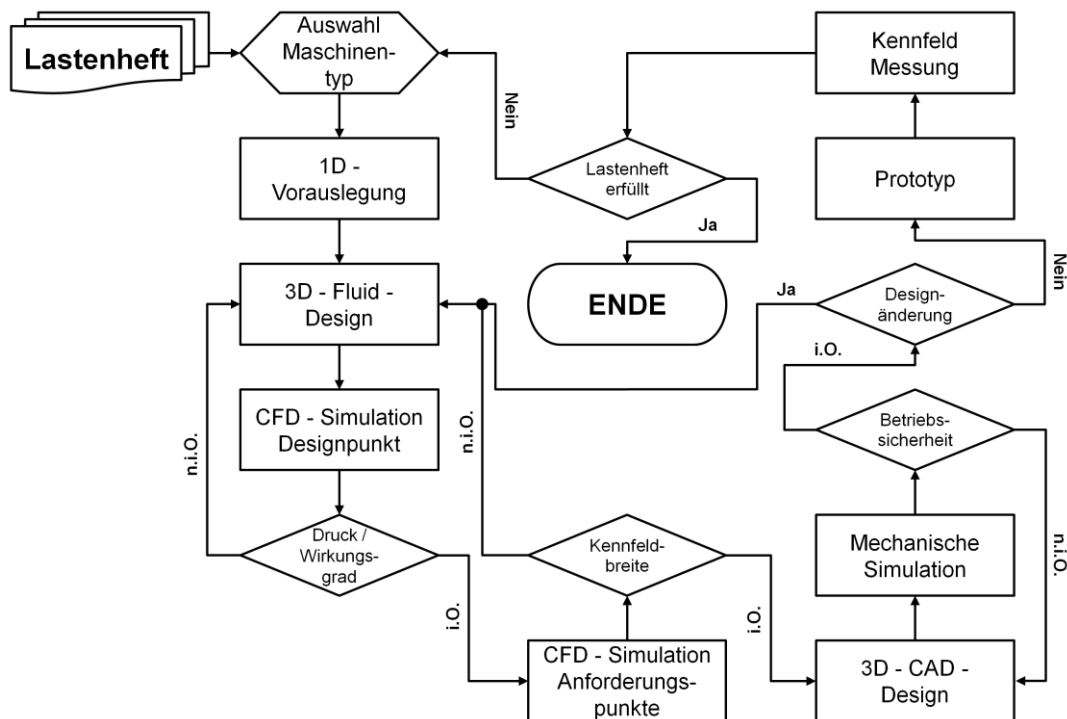 Lastenheft
Auswahl
Maschinen-
typ
1D -
Vorauslegung
3D - Fluid -
Design
CFD - Simulation
Designpunkt
n.i.O.
Druck /
Wirkungs-
grad
i.O.
CFD - Simulation
Anforderungs-
punkte
Kennfeld-
breite
n.i.O.
i.O.
3D - CAD -
Design
Mechanische
Simulation
Betriebs-
sicherheit
n.i.O.
i.O.
Design-
änderung
Ja
Nein
Prototyp
Kennfeld
Messung
Lastenheft
erfüllt
Nein
Ja
ENDE